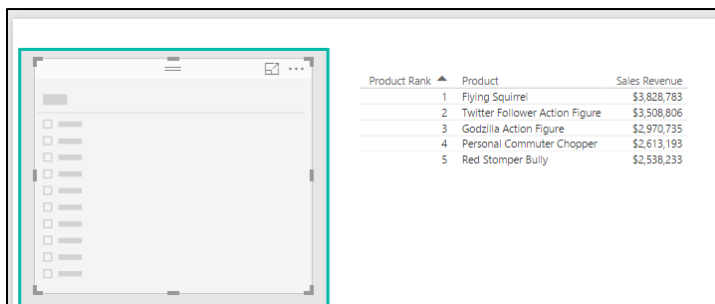 Product Rank Product Sales Revenue
1 Flying Squirrel $3,828,783
2 Twitter Follower Action Figure $3,508,806
3 Godzilla Action Figure $2,970,735
4 Personal Commuter Chopper $2,613,193
5 Red Stomper Bully $2,538,233